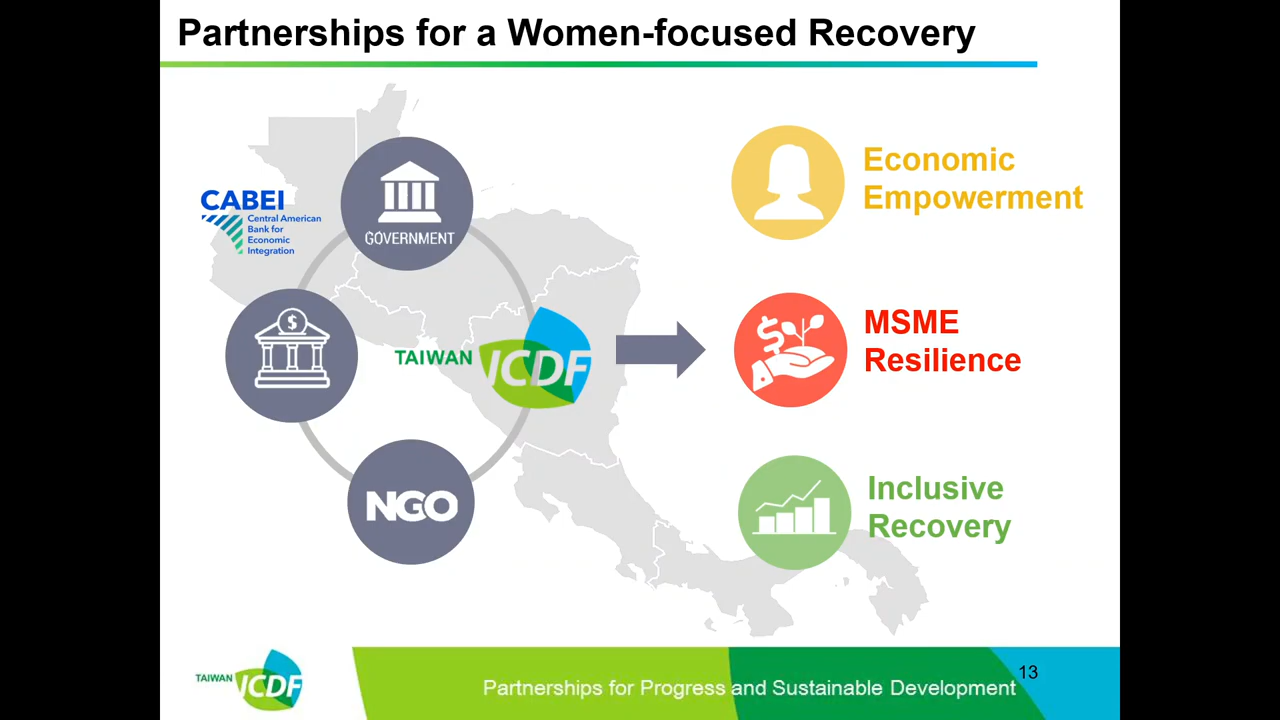 Partnerships for a Women-focused Recovery
CABEI
Central American
Bank for
Economic
Integration
GOVERNMENT
$
TAIWAN ICDF
NGO
Economic
Empowerment
$
MSME
Resilience
Inclusive
Recovery
TAIWAN ICDF
Partnerships for Progress and Sustainable Development
13